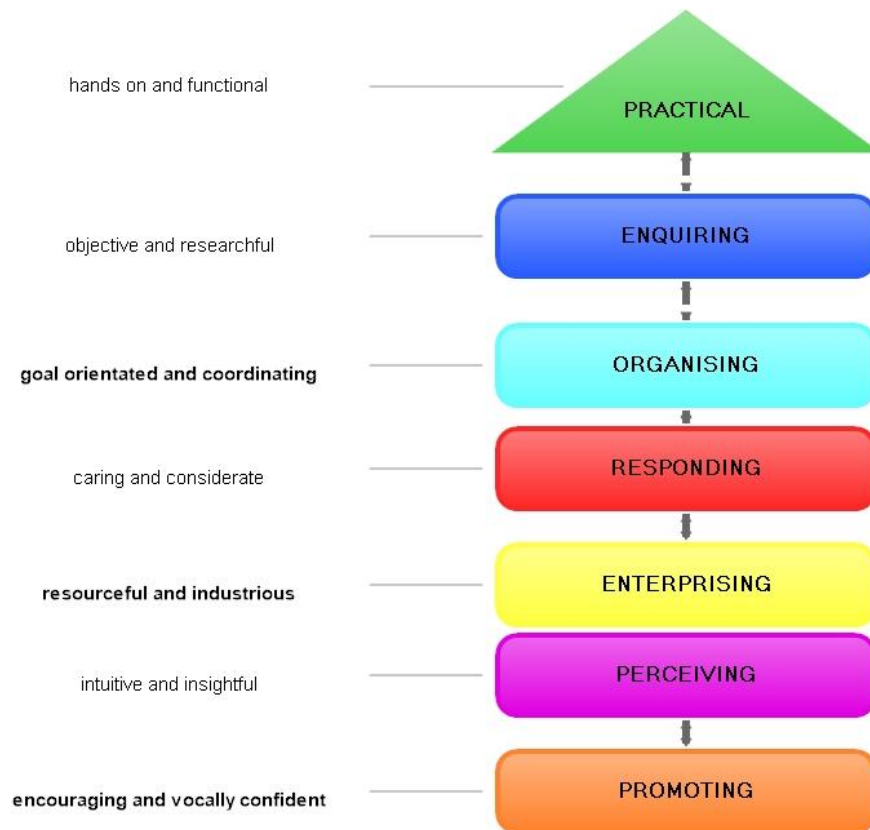 hands on and functional
PRACTICAL
objective and researchful
ENQUIRING
goal orientated and coordinating
ORGANISING
caring and considerate
RESPONDING
resourceful and industrious
ENTERPRISING
intuitive and insightful
PERCEIVING
encouraging and vocally confident
PROMOTING